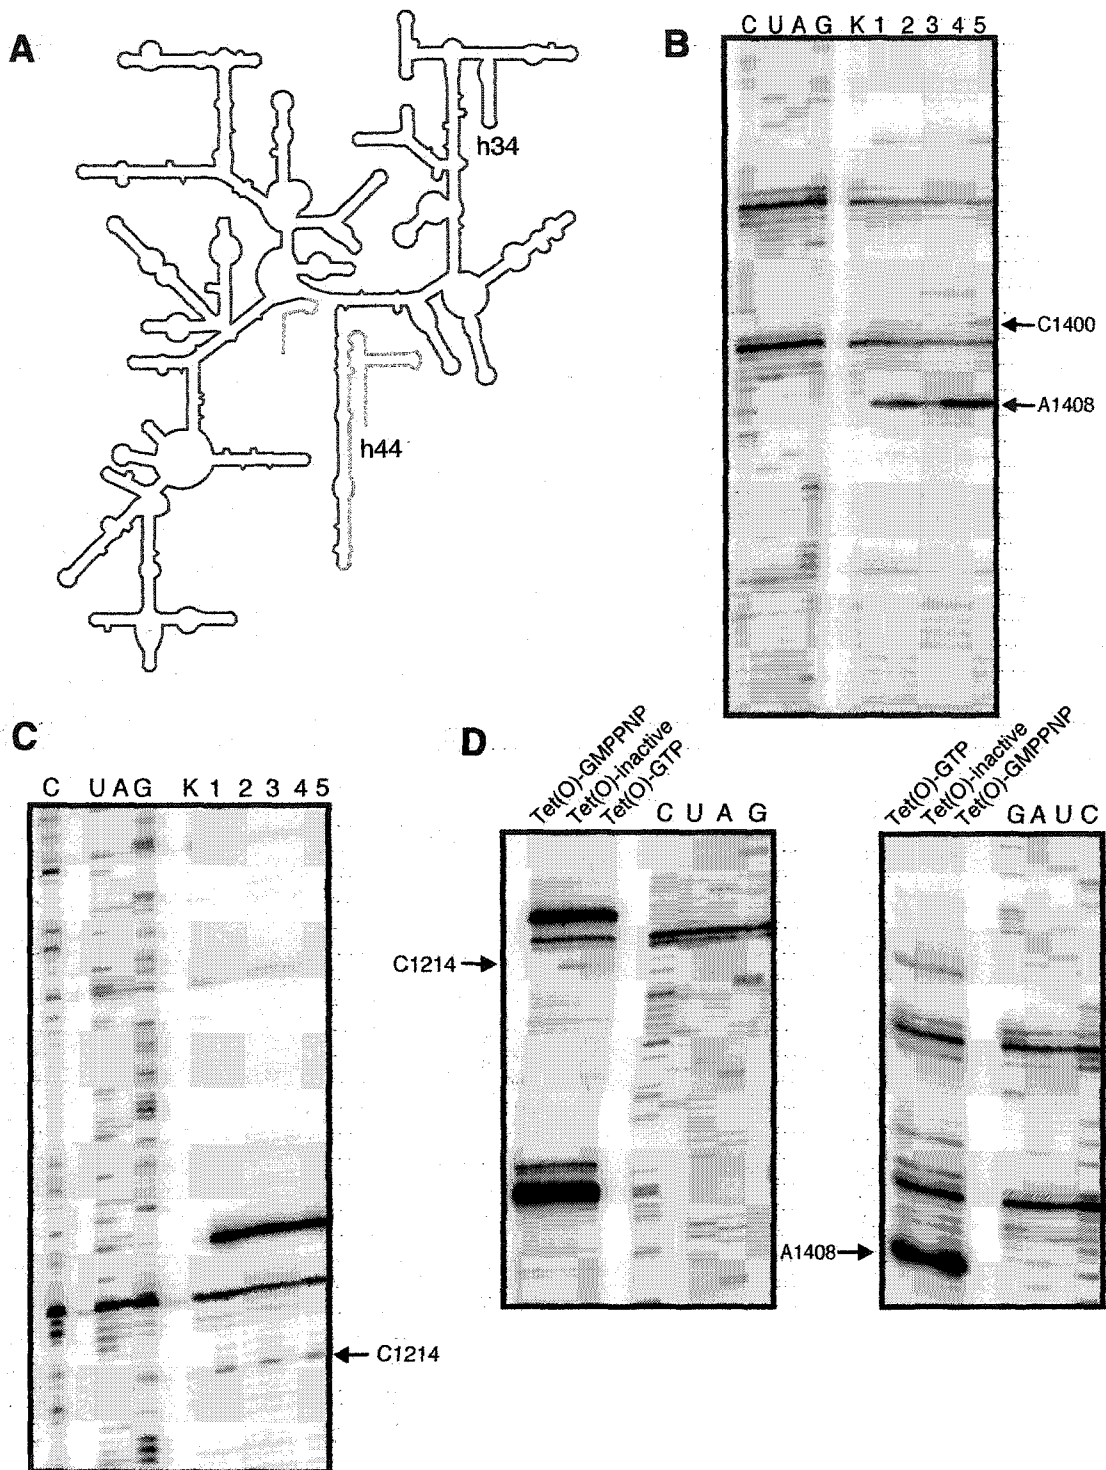 A
h34
h44
B
C U A G K 1 2 3 4 5
C1400
A1408
C
C U A G K 1 2 3 4 5
C1214
D
Tet(O)-GMPPNP
Tet(O)-inactive
Tet(O)-GTP
C U A G
C1214
Tet(O)-GTP
Tet(O)-inactive
Tet(O)-GMPPNP
G A U C
A1408